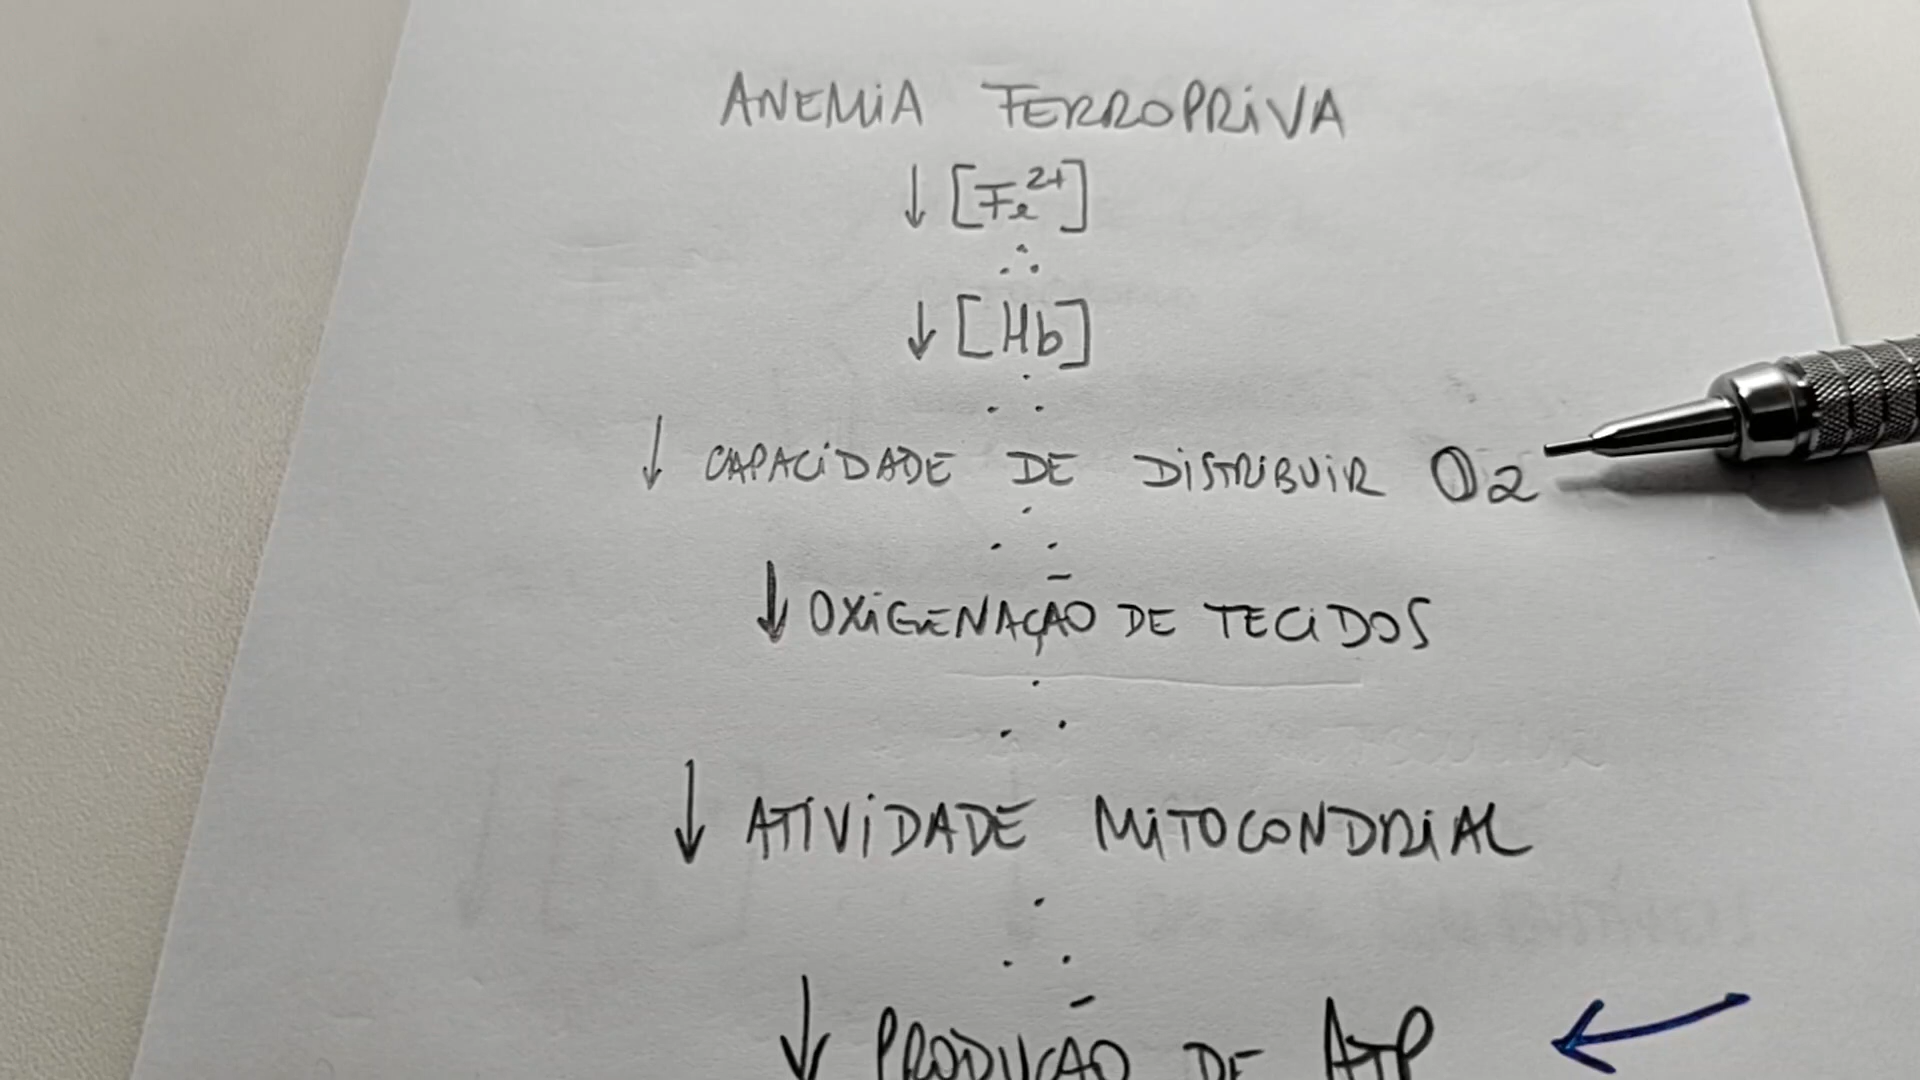 ANEMIA FERROPRIVA
↓ [Fe²⁺]
∴
↓ [Hb]
∴
↓ CAPACIDADE DE DISTRIBUIR O2
∴
↓ OXIGENAÇÃO DE TECIDOS
∴
↓ ATIVIDADE MITOCONDRIAL
∴
↓ PRODUÇÃO DE ATP ←